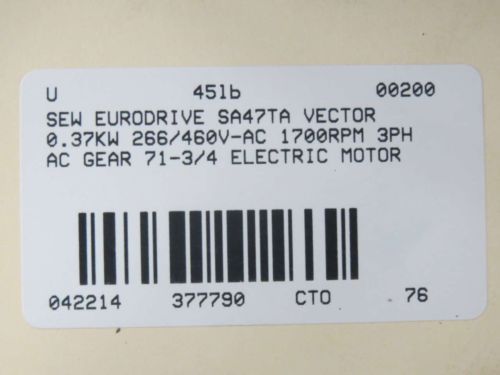 U 45lb 00200
SEW EURODRIVE SA47TA VECTOR
0.37KW 266/460V-AC 1700RPM 3PH
AC GEAR 71-3/4 ELECTRIC MOTOR
042214 377790 CTO 76